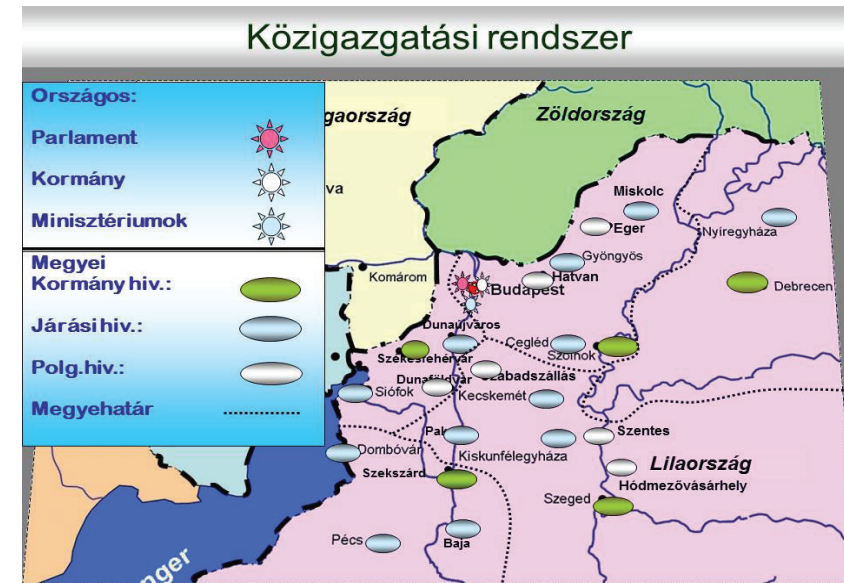 Közigazgatási rendszer
Országos:
Parlament
Kormány
Minisztériumok
Megyei
Kormány hiv.:
Járási hiv.:
Polg.hiv.:
Megyehatár
gaország
Zöldország
va
Miskolc
Eger
Nyíregyháza
Gyöngyös
Hatvan
Komárom
Budapest
Debrecen
Dunaújváros
Cegléd
Szolnok
Székesfehérvár
Szabadszállás
Dunaföldvár
Siófok
Kecskemét
Pak
Szentes
Dombóvár
Kiskunfélegyháza
Lilaország
Szekszárd
Hódmezővásárhely
Szeged
Pécs
Baja
nger